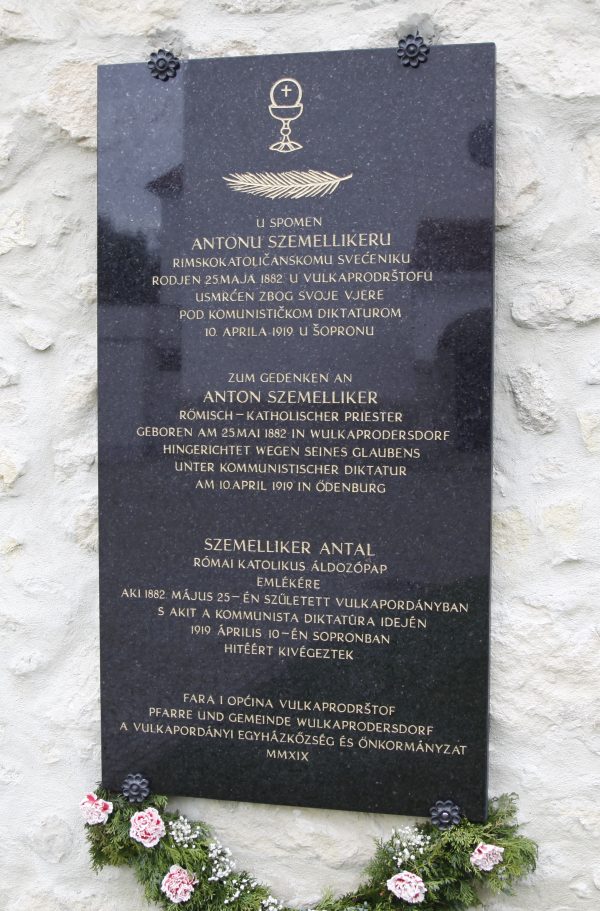 U SPOMEN
ANTONU SZEMELLIKERU
RIMSKOKATOLIČANSKOMU SVEĆENIKU
RODJEN 25.MAJA 1882. U VULKAPRODRŠTOFU
USMRĆEN ZBOG SVOJE VJERE
POD KOMUNISTIČKOM DIKTATUROM
10. APRILA 1919. U ŠOPRONU
ZUM GEDENKEN AN
ANTON SZEMELLIKER
RÖMISCH-KATHOLISCHER PRIESTER
GEBOREN AM 25.MAI 1882 IN WULKAPRODERSDORF
HINGERICHTET WEGEN SEINES GLAUBENS
UNTER KOMMUNISTISCHER DIKTATUR
AM 10.APRIL 1919 IN ÖDENBURG
SZEMELLIKER ANTAL
RÓMAI KATOLIKUS ÁLDOZÓPAP
EMLÉKÉRE
AKI 1882. MÁJUS 25-ÉN SZŰLETETT VULKAPORDÁNYBAN
S AKIT A KOMMUNISTA DIKTATÚRA IDEJÉN
1919. ÁPRILIS 10-ÉN SOPRONBAN
HITÉÉRT KIVÉGEZTEK
FARA I OPĆINA VULKAPRODRŠTOF
PFARRE UND GEMEINDE WULKAPRODERSDORF
A VULKAPORDÁNYI EGYHÁZKÖZSÉG ÉS ÖNKORMÁNYZAT
MMXIX